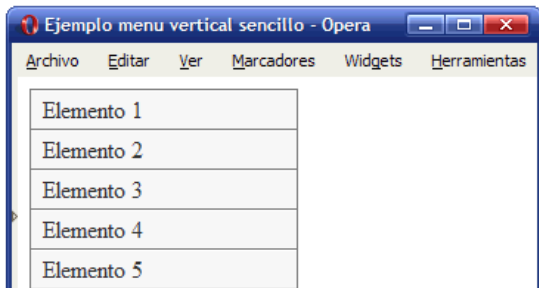 Ejemplo menu vertical sencillo - Opera
Archivo Editar Ver Marcadores Widgets Herramientas
Elemento 1
Elemento 2
Elemento 3
Elemento 4
Elemento 5